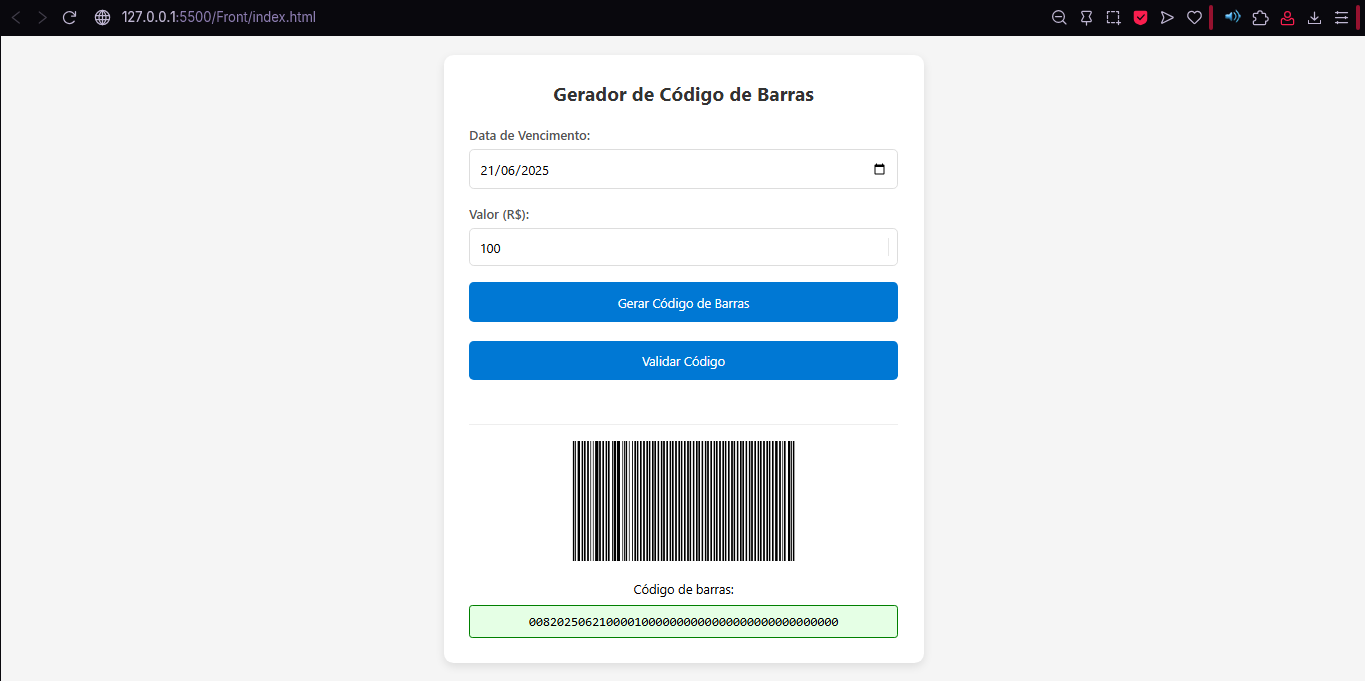 127.0.0.1:5500/Front/index.html
Gerador de Código de Barras
Data de Vencimento:
21/06/2025
Valor (R$):
100
Gerar Código de Barras
Validar Código
Código de barras:
00820250621000010000000000000000000000000000